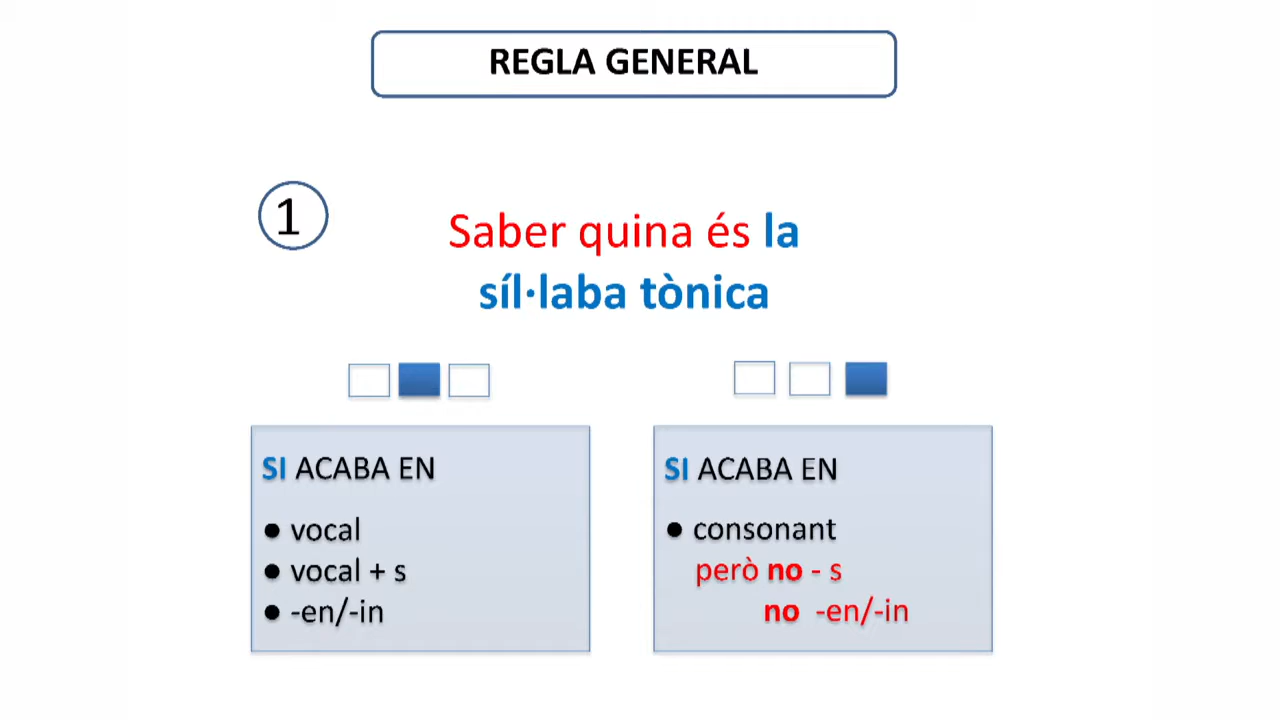 REGLA GENERAL
1
Saber quina és la
síl·laba tònica
SI ACABA EN
● vocal
● vocal + s
● -en/-in
SI ACABA EN
● consonant
però no - s
no -en/-in